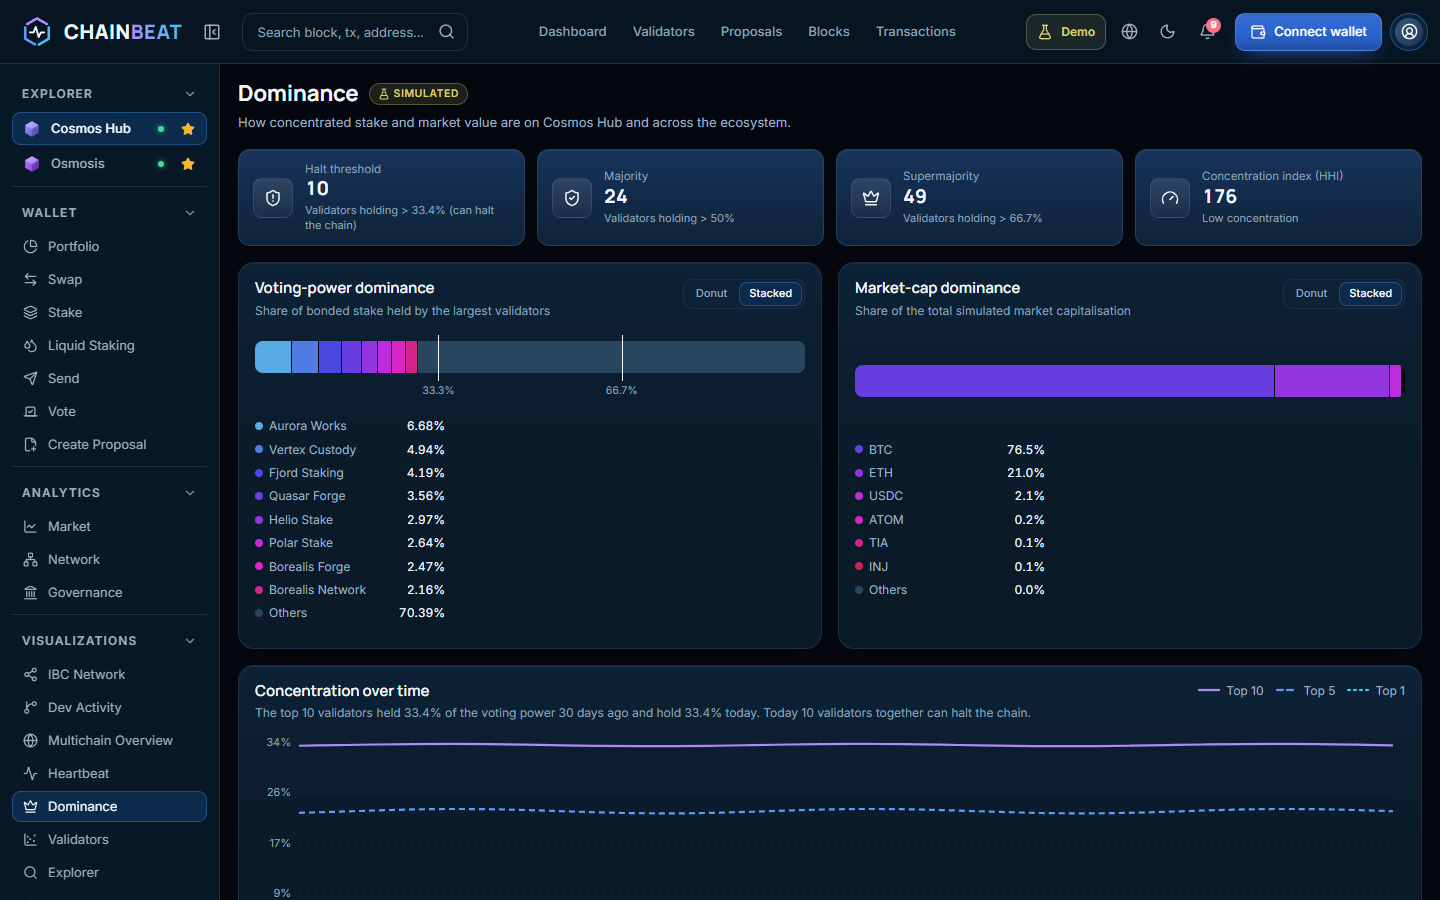 CHAINBEAT
Search block, tx, address...
Dashboard
Validators
Proposals
Blocks
Transactions
Demo
9
Connect wallet
EXPLORER
Cosmos Hub
Osmosis
WALLET
Portfolio
Swap
Stake
Liquid Staking
Send
Vote
Create Proposal
ANALYTICS
Market
Network
Governance
VISUALIZATIONS
IBC Network
Dev Activity
Multichain Overview
Heartbeat
Dominance
Validators
Explorer
Dominance
SIMULATED
How concentrated stake and market value are on Cosmos Hub and across the ecosystem.
Halt threshold
10
Validators holding > 33.4% (can halt
the chain)
Majority
24
Validators holding > 50%
Supermajority
49
Validators holding > 66.7%
Concentration index (HHI)
176
Low concentration
Voting-power dominance
Share of bonded stake held by the largest validators
Donut
Stacked
33.3%
66.7%
Aurora Works 6.68%
Vertex Custody 4.94%
Fjord Staking 4.19%
Quasar Forge 3.56%
Helio Stake 2.97%
Polar Stake 2.64%
Borealis Forge 2.47%
Borealis Network 2.16%
Others 70.39%
Market-cap dominance
Share of the total simulated market capitalisation
Donut
Stacked
BTC 76.5%
ETH 21.0%
USDC 2.1%
ATOM 0.2%
TIA 0.1%
INJ 0.1%
Others 0.0%
Concentration over time
The top 10 validators held 33.4% of the voting power 30 days ago and hold 33.4% today. Today 10 validators together can halt the chain.
Top 10
Top 5
Top 1
34%
26%
17%
9%